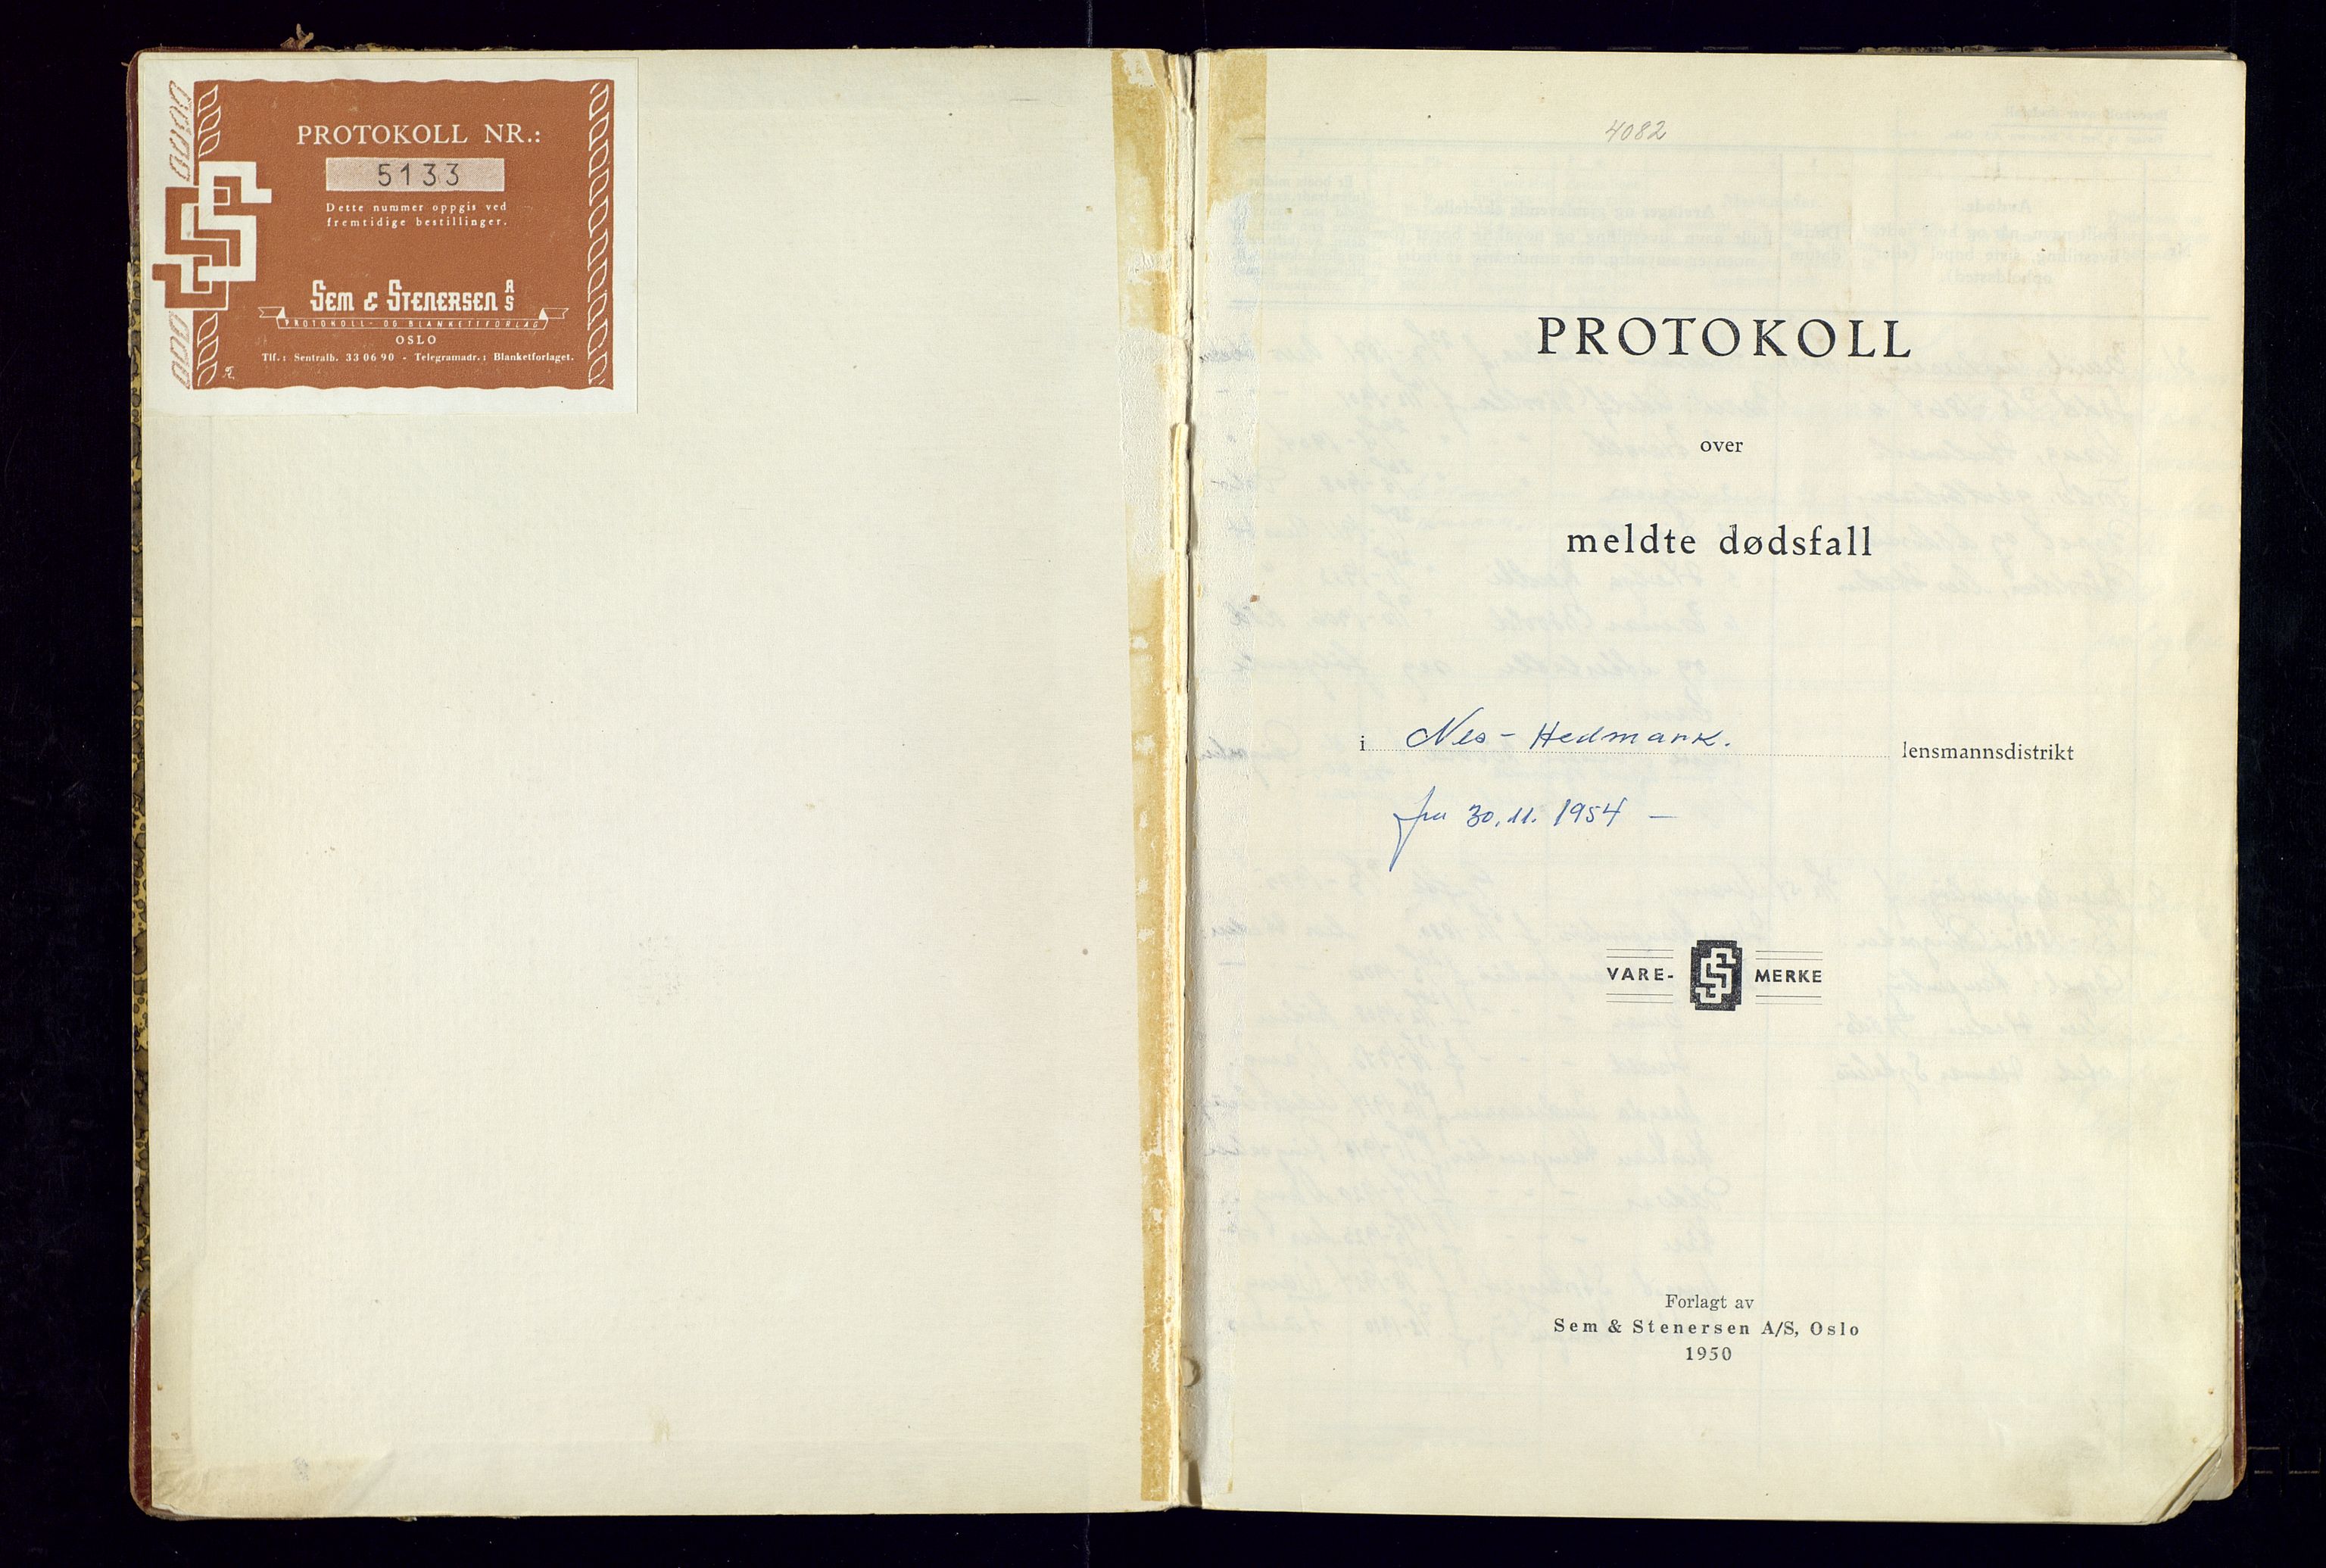 PROTOKOLL NR.:
5133
Dette nummer oppgis ved
fremtidige bestillinger.
SEM & STENERSEN A/S
PROTOKOLL- OG BLANKETTFORLAG
OSLO
Tlf.: Sentralb. 33 06 90 - Telegramadr.: Blanketforlaget.
4082
PROTOKOLL
over
meldte dødsfall
i Nes - Hedmark. lensmannsdistrikt
fra 30.11.1954 —
VARE- MERKE
Forlagt av
Sem & Stenersen A/S, Oslo
1950